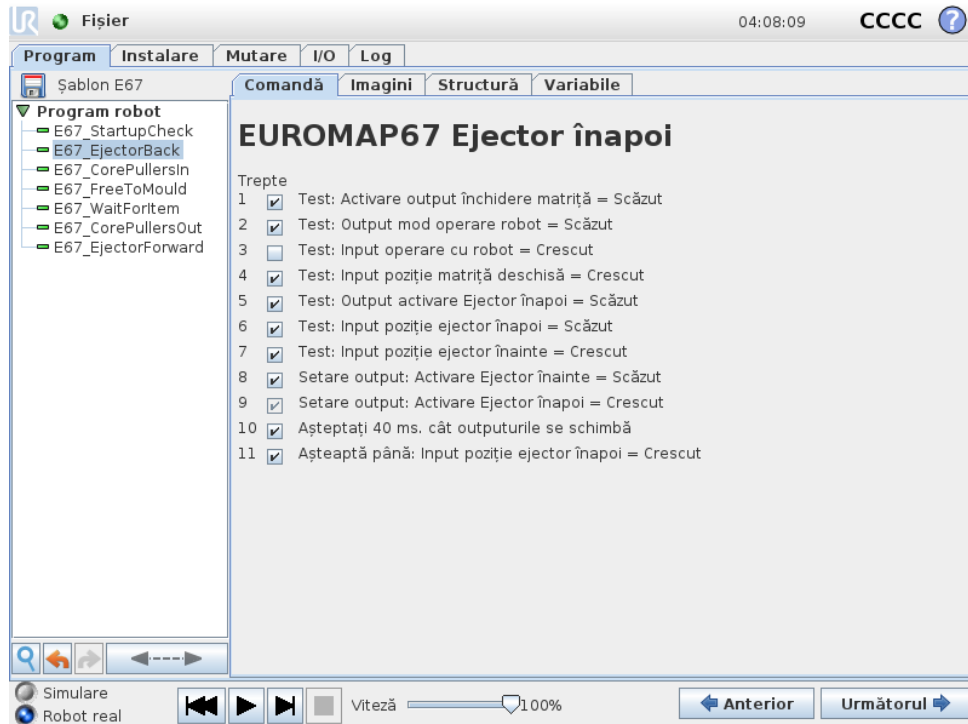 UR Fișier 04:08:09 CCCC ?
Program Instalare Mutare I/O Log
Șablon E67
Comandă Imagini Structură Variabile
Program robot
E67_StartupCheck
E67_EjectorBack
E67_CorePullersIn
E67_FreeToMould
E67_WaitForItem
E67_CorePullersOut
E67_EjectorForward
EUROMAP67 Ejector înapoi
Trepte
1 Test: Activare output închidere matriță = Scăzut
2 Test: Output mod operare robot = Scăzut
3 Test: Input operare cu robot = Crescut
4 Test: Input poziție matriță deschisă = Crescut
5 Test: Output activare Ejector înapoi = Scăzut
6 Test: Input poziție ejector înapoi = Scăzut
7 Test: Input poziție ejector înainte = Crescut
8 Setare output: Activare Ejector înainte = Scăzut
9 Setare output: Activare Ejector înapoi = Crescut
10 Așteptați 40 ms. cât outputurile se schimbă
11 Așteaptă până: Input poziție ejector înapoi = Crescut
Simulare
Robot real
Viteză 100%
Anterior Următorul